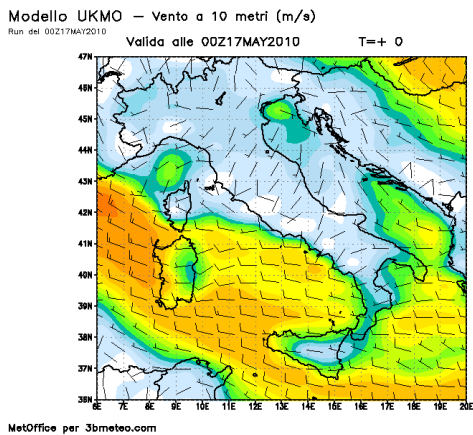 Modello UKMO – Vento a 10 metri (m/s)
Run del 00Z17MAY2010
Valida alle 00Z17MAY2010 T=+ 0
47N
46N
45N
44N
43N
42N
41N
40N
39N
38N
37N
36N
6E 7E 8E 9E 10E 11E 12E 13E 14E 15E 16E 17E 18E 19E 20E
MetOffice per 3bmeteo.com